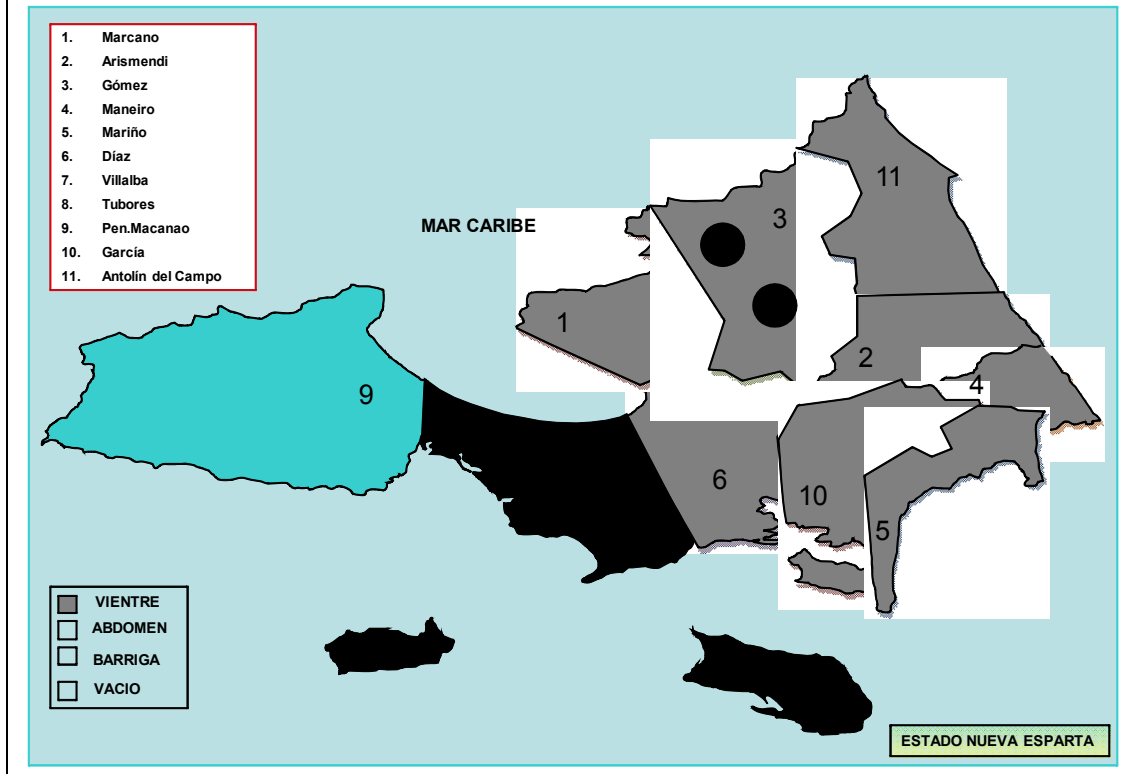 1. Marcano
2. Arismendi
3. Gómez
4. Maneiro
5. Mariño
6. Díaz
7. Villalba
8. Tubores
9. Pen.Macanao
10. García
11. Antolín del Campo
MAR CARIBE
11
3
1
2
4
9
6
10
5
VIENTRE
ABDOMEN
BARRIGA
VACIO
ESTADO NUEVA ESPARTA